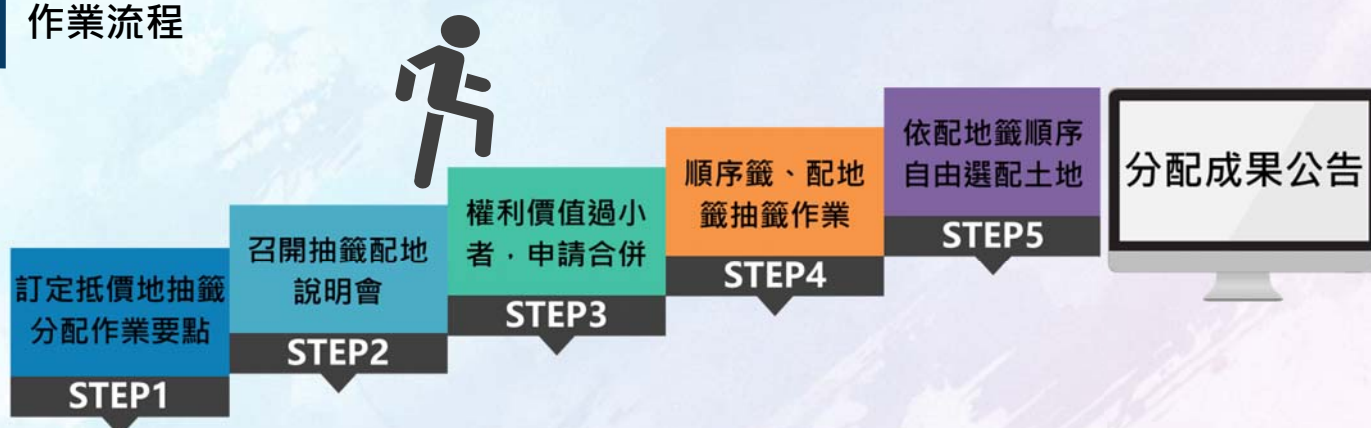 作業流程
訂定抵價地抽籤
分配作業要點
STEP1
召開抽籤配地
說明會
STEP2
權利價值過小
者，申請合併
STEP3
順序籤、配地
籤抽籤作業
STEP4
依配地籤順序
自由選配土地
STEP5
分配成果公告